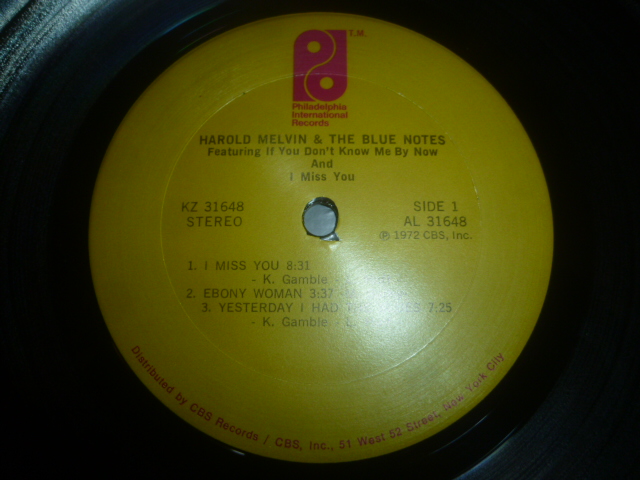 T.M.
Philadelphia
International
Records
HAROLD MELVIN & THE BLUE NOTES
Featuring If You Don't Know Me By Now
And
I Miss You
KZ 31648
STEREO
SIDE 1
AL 31648
℗ 1972 CBS, Inc.
1. I MISS YOU 8:31
- K. Gamble
2. EBONY WOMAN 3:37
3. YESTERDAY I HAD 7:25
- K. Gamble
Distributed by CBS Records / CBS, Inc., 51 West 52 Street, New York City